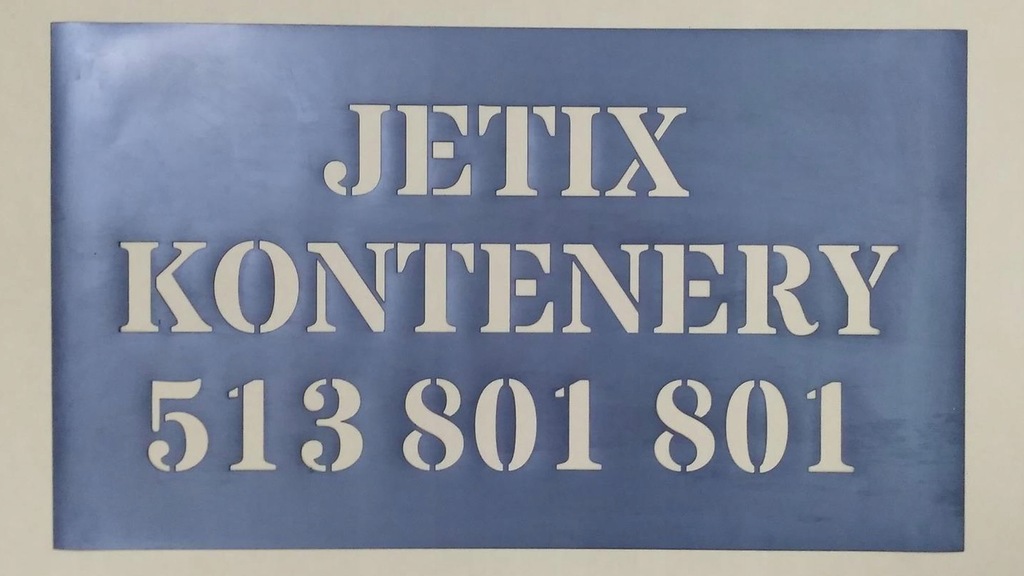 JETIX
KONTENERY
513 801 801